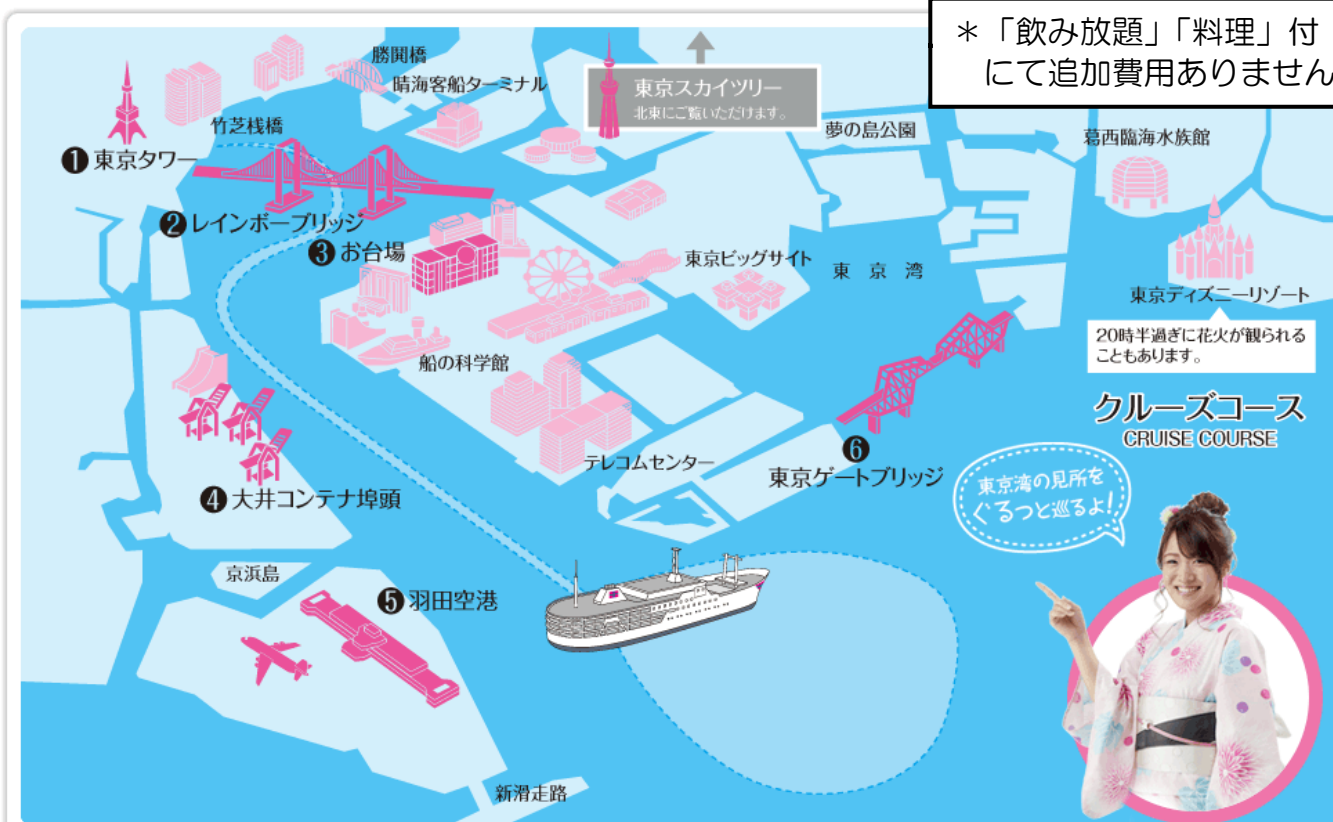 ＊「飲み放題」「料理」付
にて追加費用ありません
勝鬨橋
晴海客船ターミナル
東京スカイツリー
北東にご覧いただけます。
竹芝桟橋
夢の島公園
葛西臨海水族館
❶東京タワー
❷レインボーブリッジ
❸お台場
東京ビッグサイト
東京湾
東京ディズニーリゾート
20時半過ぎに花火が観られる
こともあります。
船の科学館
クルーズコース
CRUISE COURSE
テレコムセンター
❻
東京ゲートブリッジ
東京湾の見所を
ぐるっと巡るよ！
❹大井コンテナ埠頭
京浜島
❺羽田空港
新滑走路